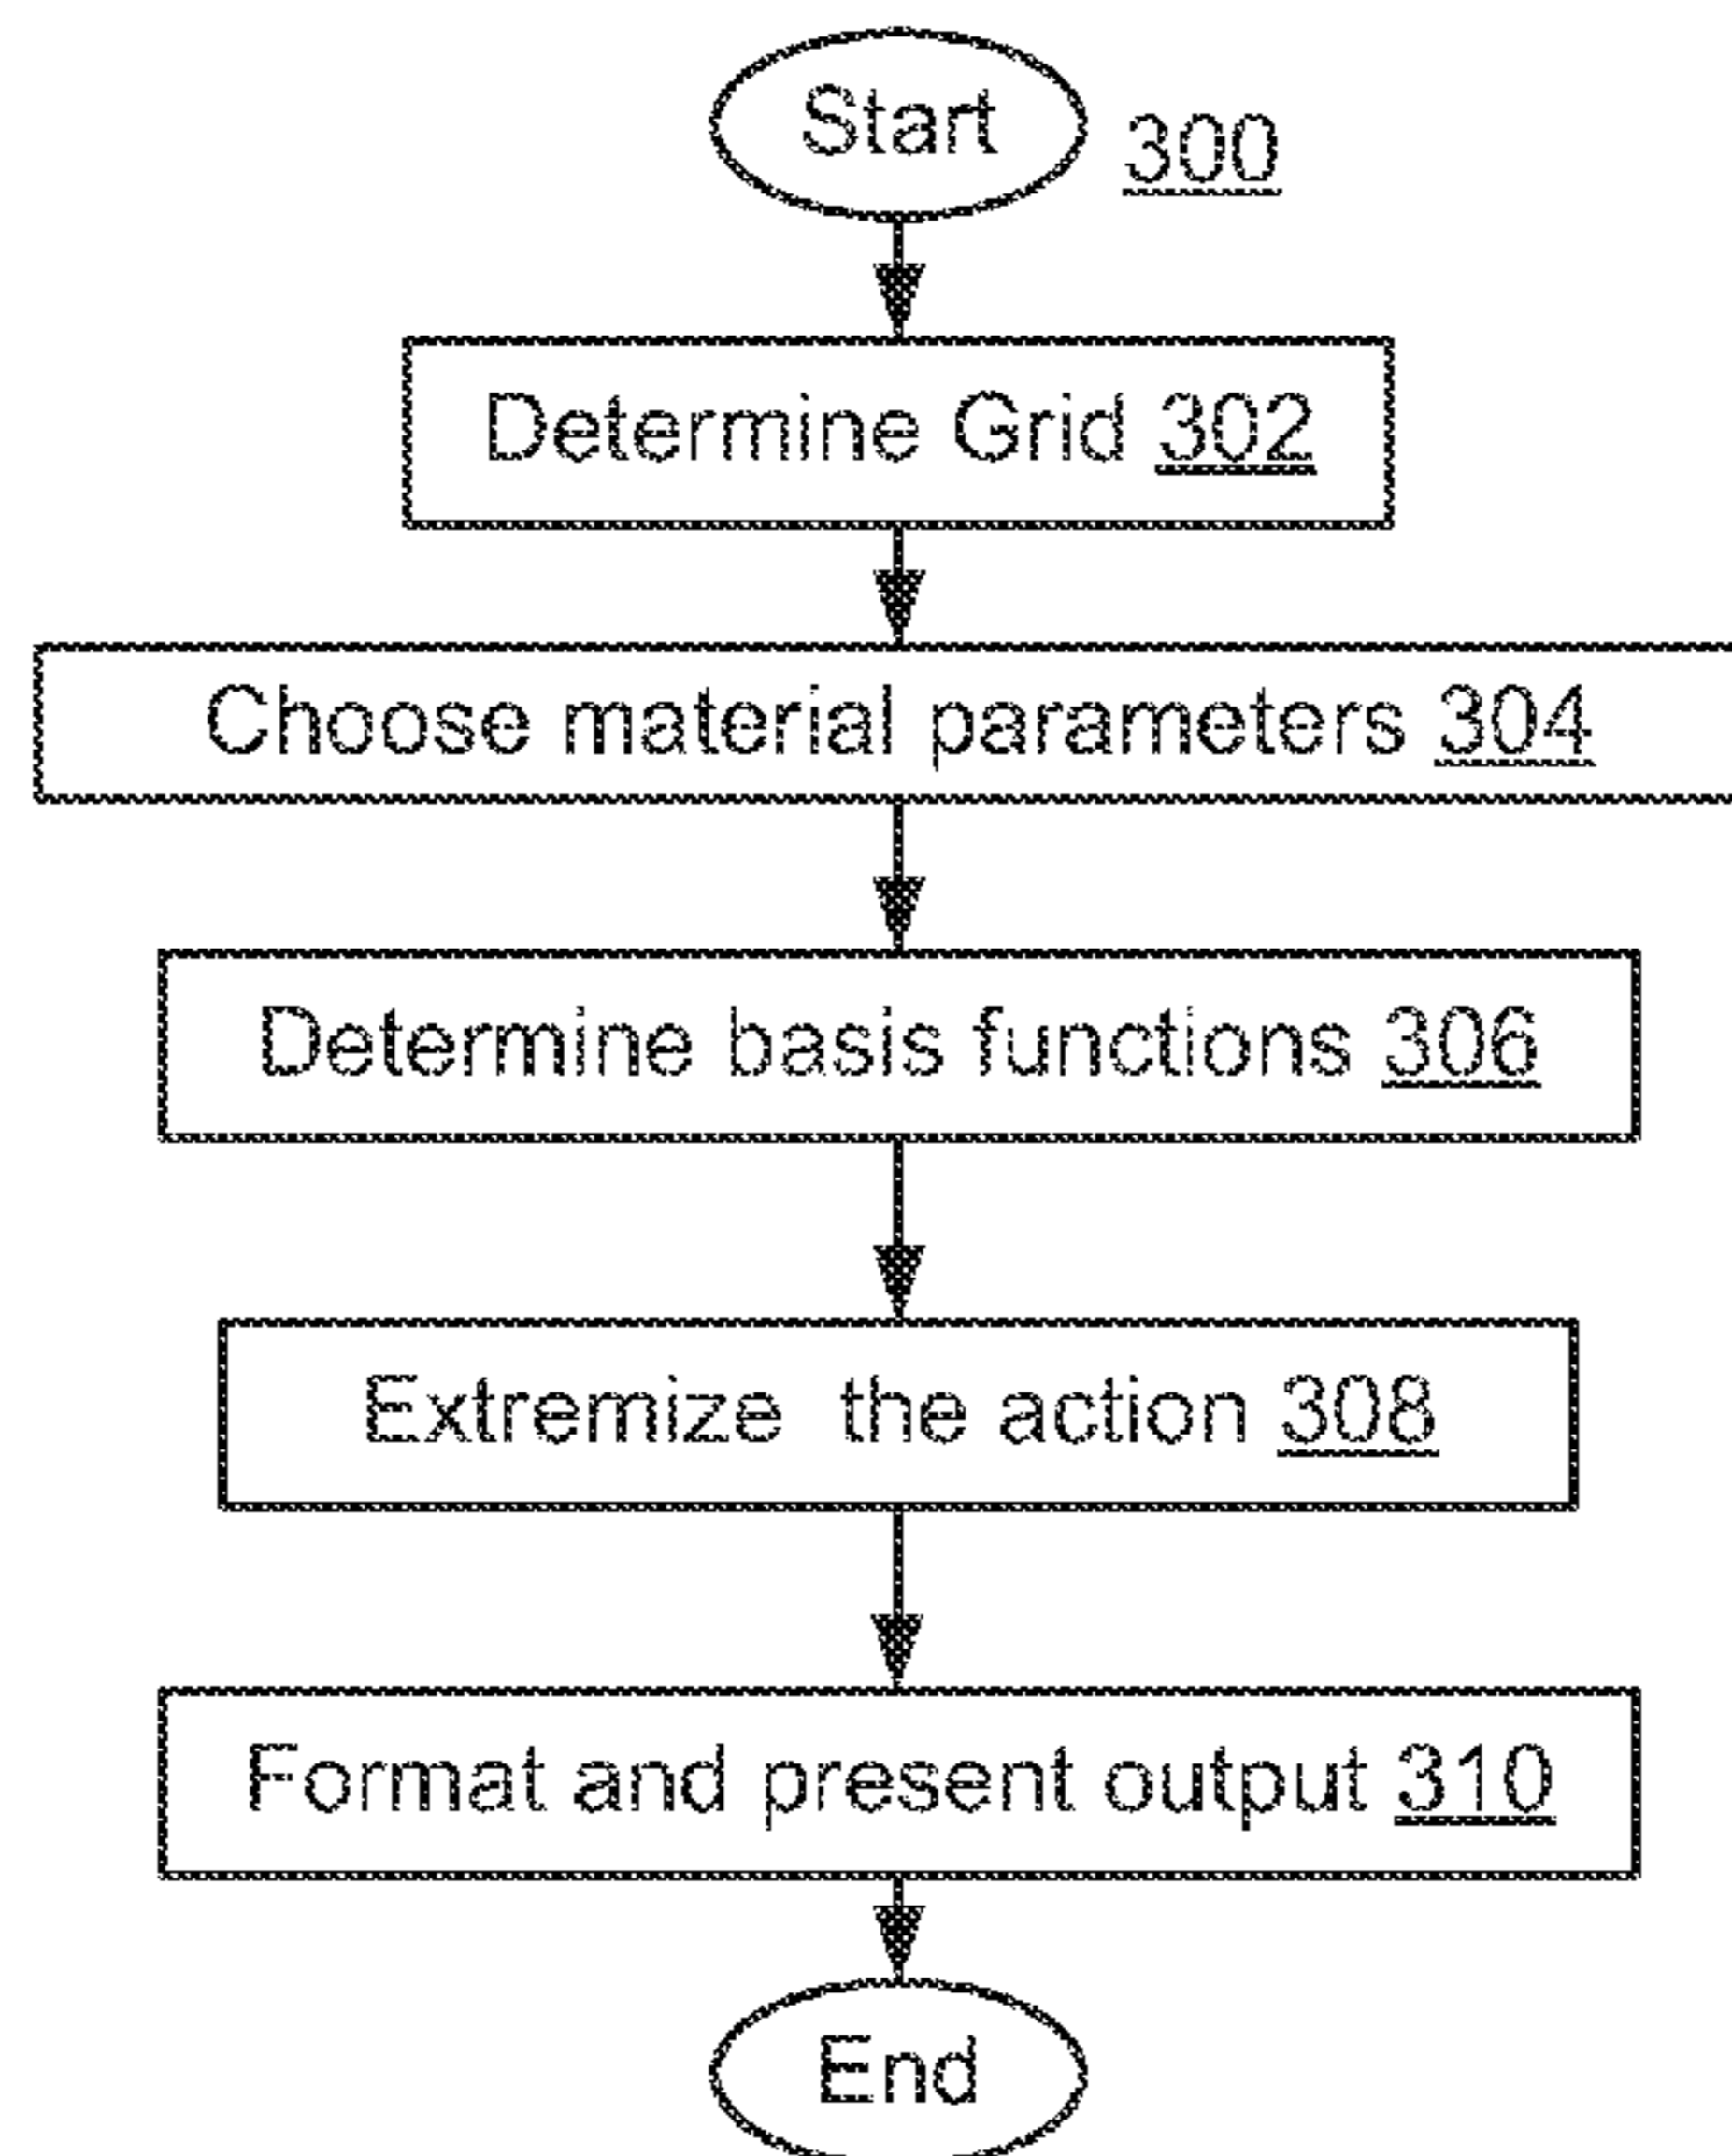 Start
300
Determine Grid 302
Choose material parameters 304
Determine basis functions 306
Extremize the action 308
Format and present output 310
End